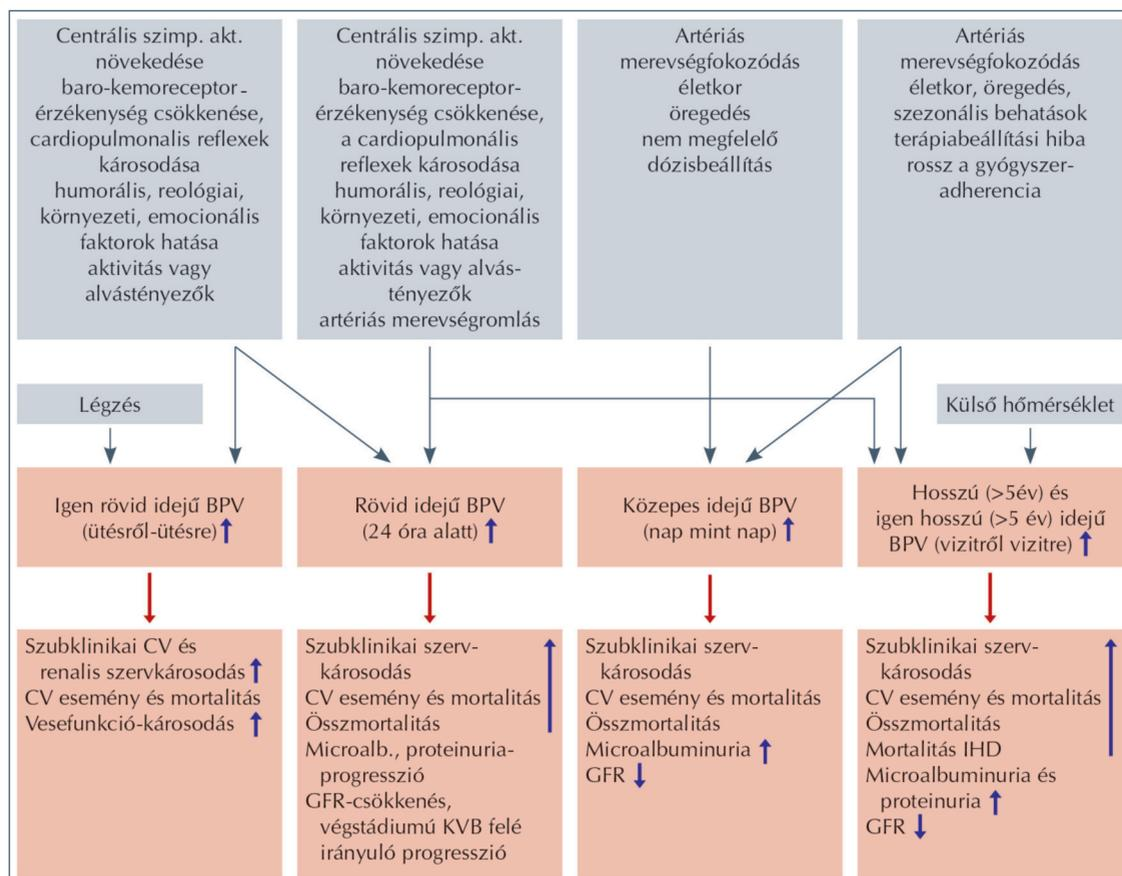 Centrális szimp. akt.
növekedése
baro-kemoreceptor-
érzékenység csökkenése,
cardiopulmonalis reflexek
károsodása
humorális, reológiai,
környezeti, emocionális
faktorok hatása
aktivitás vagy
alvástényezők
Centrális szimp. akt.
növekedése
baro-kemoreceptor-
érzékenység csökkenése,
a cardiopulmonális
reflexek károsodása
humorális, reológiai,
környezeti, emocionális
faktorok hatása
aktivitás vagy alvás-
tényezők
artériás merevségromlás
Artériás
merevségfokozódás
életkor
öregedés
nem megfelelő
dózisbeállítás
Artériás
merevségfokozódás
életkor, öregedés,
szezonális behatások
terápiabeállítási hiba
rossz a gyógyszer-
adherencia
Légzés
Külső hőmérséklet
Igen rövid idejű BPV
(ütésről-ütésre)
Rövid idejű BPV
(24 óra alatt)
Közepes idejű BPV
(nap mint nap)
Hosszú (>5év) és
igen hosszú (>5 év) idejű
BPV (vizitről vizitre)
Szubklinikai CV és
renalis szervkárosodás
CV esemény és mortalitás
Vesefunkció-károsodás
Szubklinikai szerv-
károsodás
CV esemény és mortalitás
Összmortalitás
Microalb., proteinuria-
progresszió
GFR-csökkenés,
végstádiumú KVB felé
irányuló progresszió
Szubklinikai szerv-
károsodás
CV esemény és mortalitás
Összmortalitás
Microalbuminuria
GFR
Szubklinikai szerv-
károsodás
CV esemény és mortalitás
Összmortalitás
Mortalitás IHD
Microalbuminuria és
proteinuria
GFR